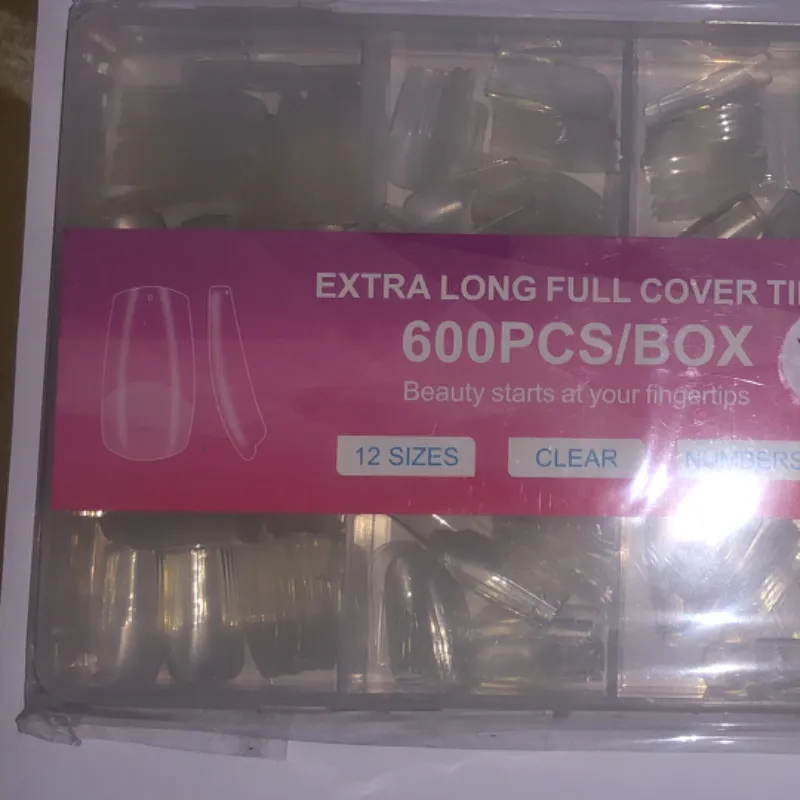 EXTRA LONG FULL COVER TI
600PCS/BOX
Beauty starts at your fingertips
12 SIZES CLEAR NUMBERS